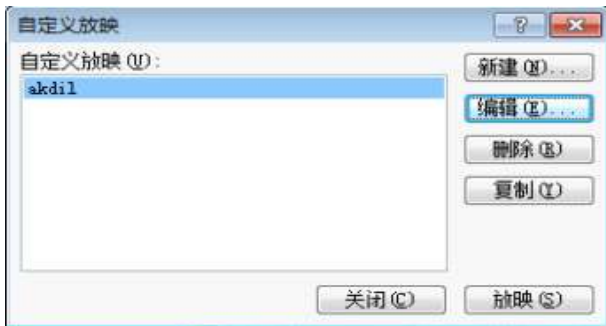 自定义放映
自定义放映(U):
akdil
新建(N)...
编辑(E)...
删除(R)
复制(Y)
关闭(C)
放映(S)